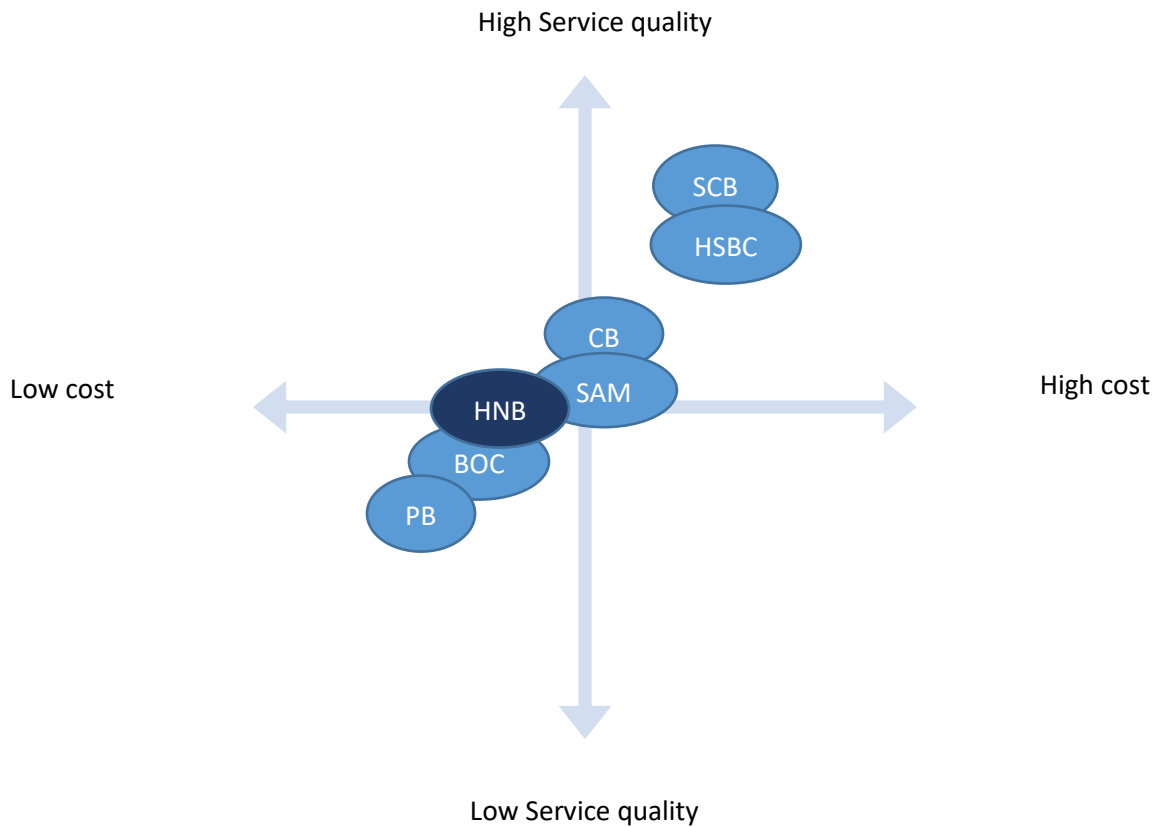 High Service quality
SCB
HSBC
CB
Low cost
High cost
SAM
HNB
BOC
PB
Low Service quality